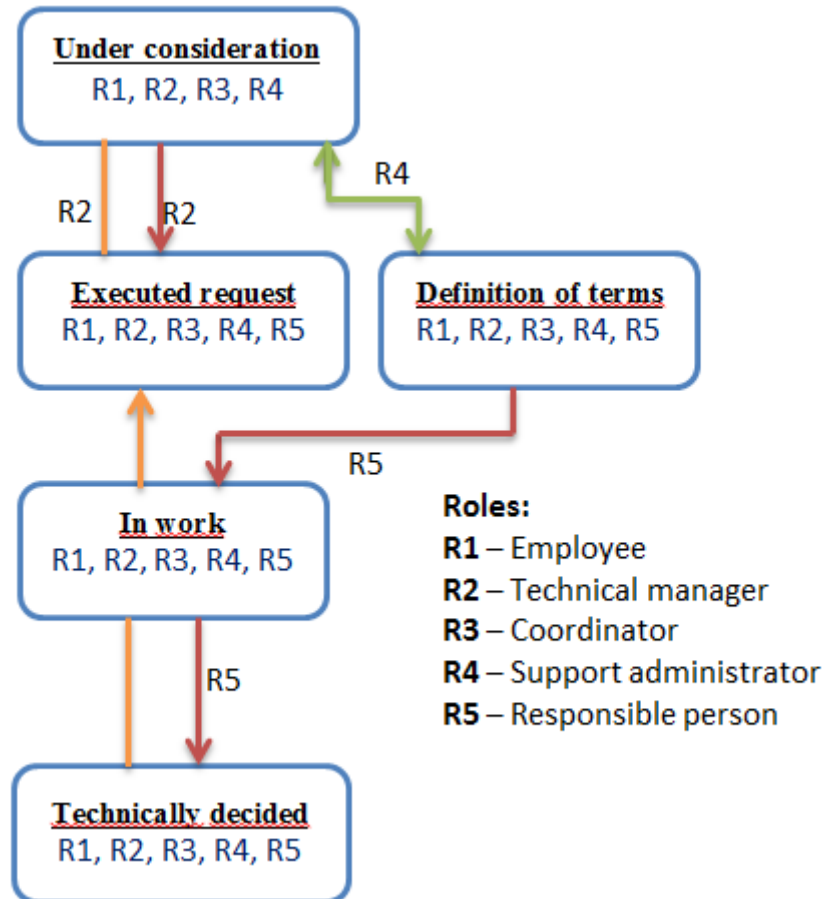 Under consideration
R1, R2, R3, R4
R4
R2
R2
Executed request
R1, R2, R3, R4, R5
Definition of terms
R1, R2, R3, R4, R5
R5
In work
R1, R2, R3, R4, R5
Roles:
R1 – Employee
R2 – Technical manager
R3 – Coordinator
R4 – Support administrator
R5 – Responsible person
R5
Technically decided
R1, R2, R3, R4, R5